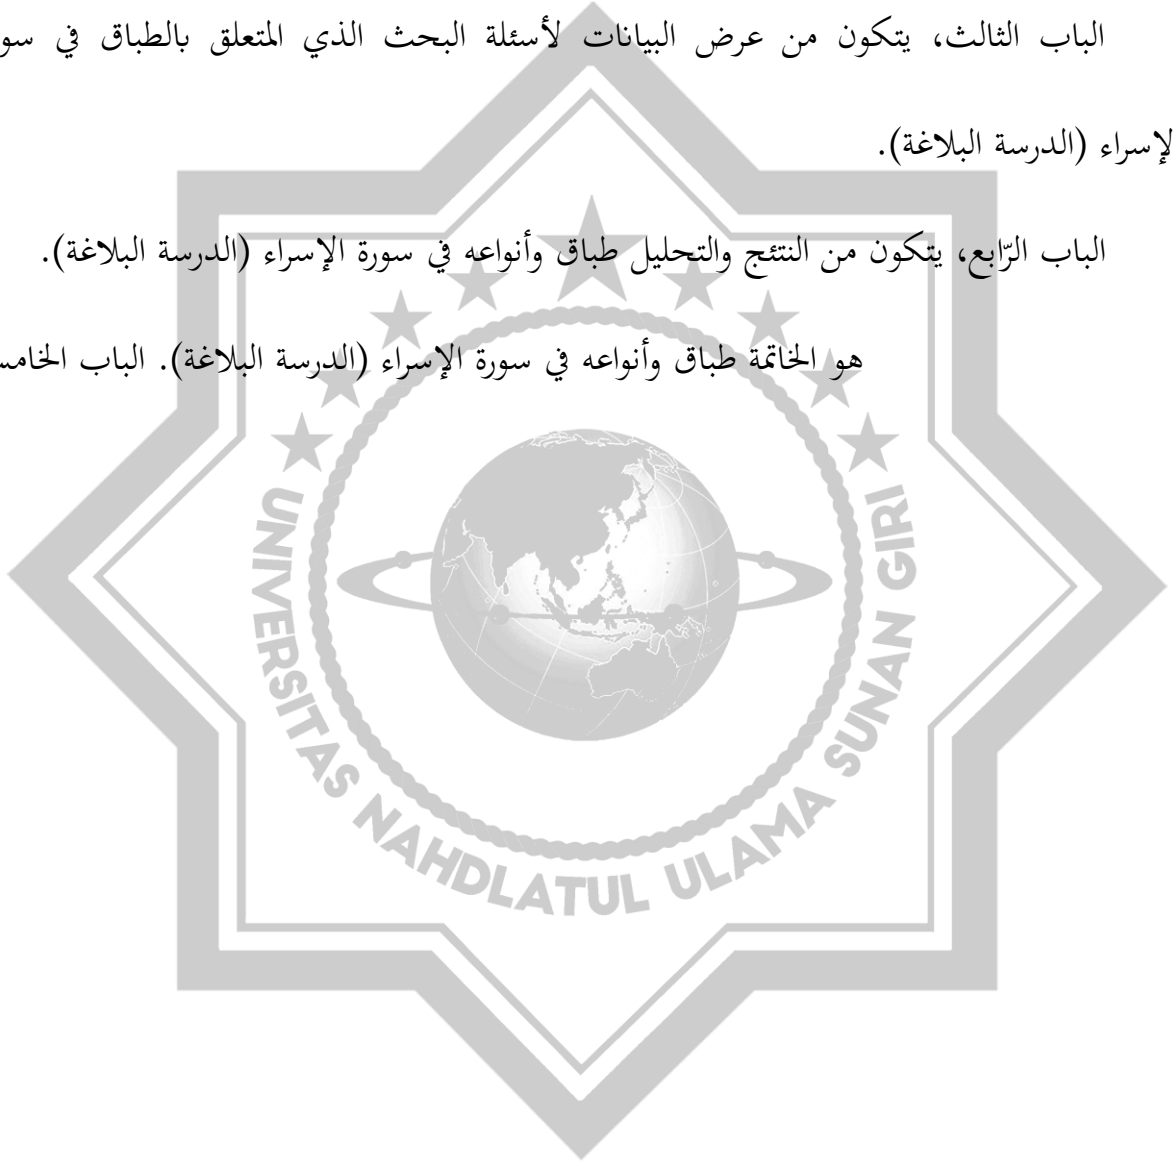 الباب الثالث، يتكون من عرض البيانات لأسئلة البحث الذي المتعلق بالطباق في سو
لإسراء (الدرسة البلاغة).
الباب الرّابع، يتكون من النتئج والتحليل طباق وأنواعه في سورة الإسراء (الدرسة البلاغة).
هو الخاتمة طباق وأنواعه في سورة الإسراء (الدرسة البلاغة). الباب الخامس
UNIVERSITAS NAHDLATUL ULAMA SUNAN GIRI